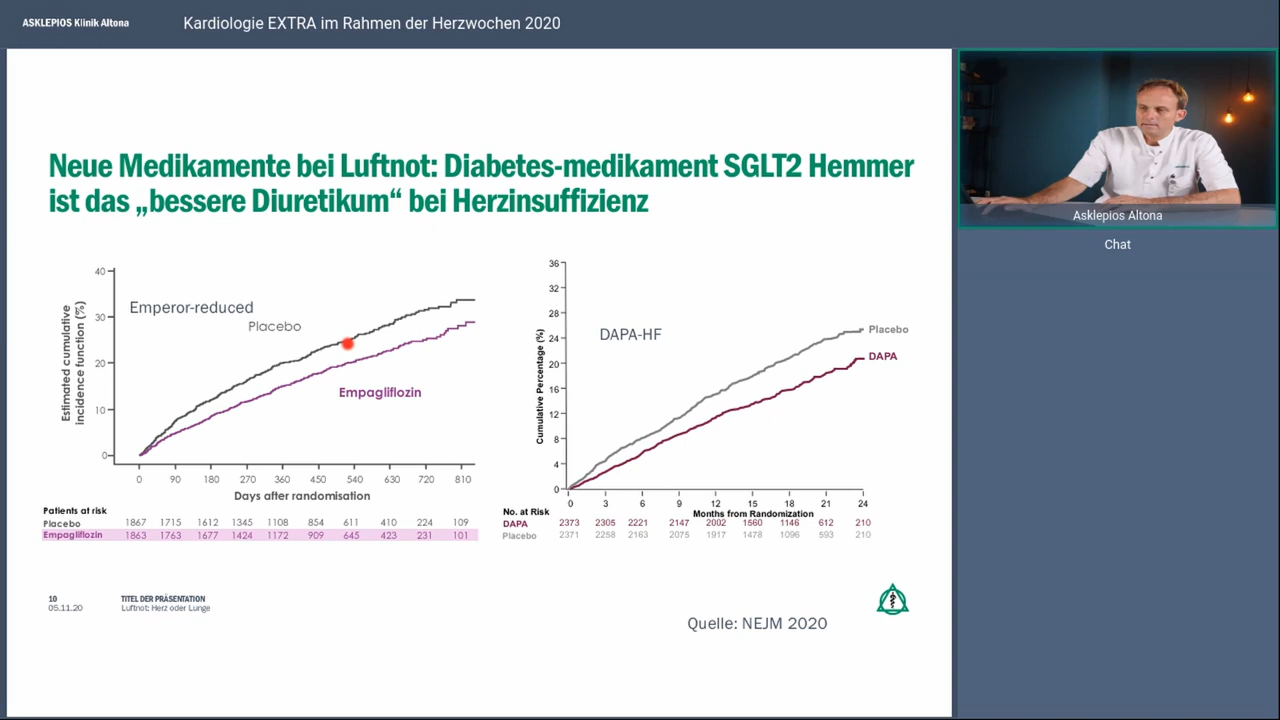 ASKLEPIOS Klinik Altona
Kardiologie EXTRA im Rahmen der Herzwochen 2020
Neue Medikamente bei Luftnot: Diabetes-medikament SGLT2 Hemmer
ist das „bessere Diuretikum“ bei Herzinsuffizienz
Estimated cumulative
incidence function (%)
40
30
20
10
0
Emperor-reduced
Placebo
Empagliflozin
0 90 180 270 360 450 540 630 720 810
Days after randomisation
Patients at risk
Placebo 1867 1715 1612 1345 1108 854 611 410 224 109
Empagliflozin 1863 1763 1677 1424 1172 909 645 423 231 101
Cumulative Percentage (%)
36
32
28
24
20
16
12
8
4
0
DAPA-HF
Placebo
DAPA
0 3 6 9 12 15 18 21 24
Months from Randomization
No. at Risk
DAPA 2373 2305 2221 2147 2002 1560 1146 612 210
Placebo 2371 2258 2163 2075 1917 1478 1096 593 210
10 TITEL DER PRÄSENTATION
05.11.20 Luftnot: Herz oder Lunge
Quelle: NEJM 2020
Asklepios Altona
Chat